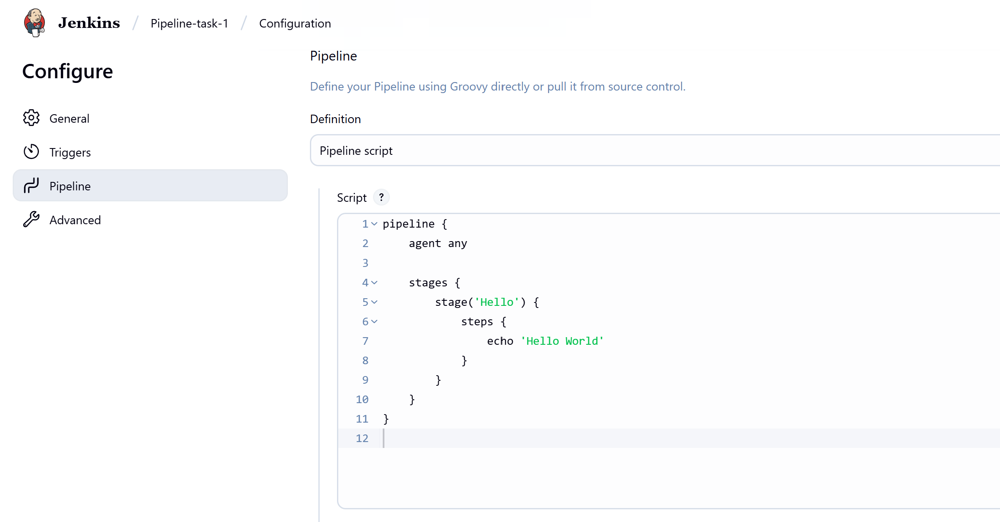 Jenkins / Pipeline-task-1 / Configuration
Configure
General
Triggers
Pipeline
Advanced
Pipeline
Define your Pipeline using Groovy directly or pull it from source control.
Definition
Pipeline script
Script ?
1 pipeline {
2     agent any
3
4     stages {
5         stage('Hello') {
6             steps {
7                 echo 'Hello World'
8             }
9         }
10     }
11 }
12